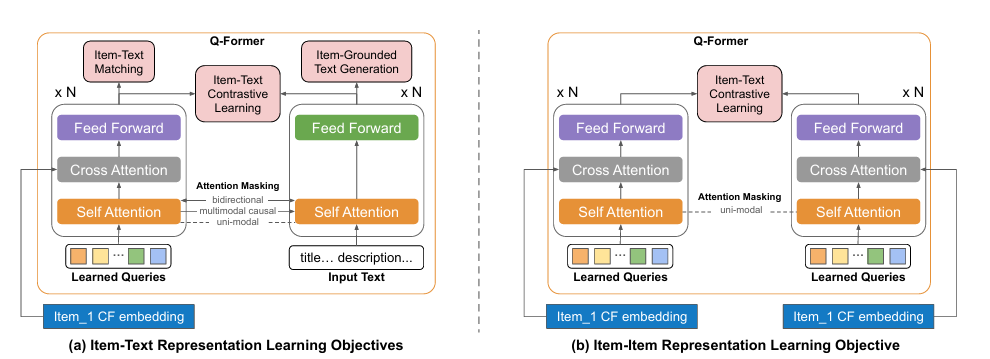 Q-Former
Item-Text
Matching
Item-Text
Contrastive
Learning
Item-Grounded
Text Generation
x N
x N
Feed Forward
Feed Forward
Cross Attention
Attention Masking
bidirectional
multimodal causal
uni-modal
Self Attention
Self Attention
...
title... description...
Learned Queries
Input Text
Item_1 CF embedding
(a) Item-Text Representation Learning Objectives
Q-Former
Item-Text
Contrastive
Learning
x N
x N
Feed Forward
Feed Forward
Cross Attention
Cross Attention
Attention Masking
uni-modal
Self Attention
Self Attention
...
...
Learned Queries
Learned Queries
Item_1 CF embedding
Item_1 CF embedding
(b) Item-Item Representation Learning Objective